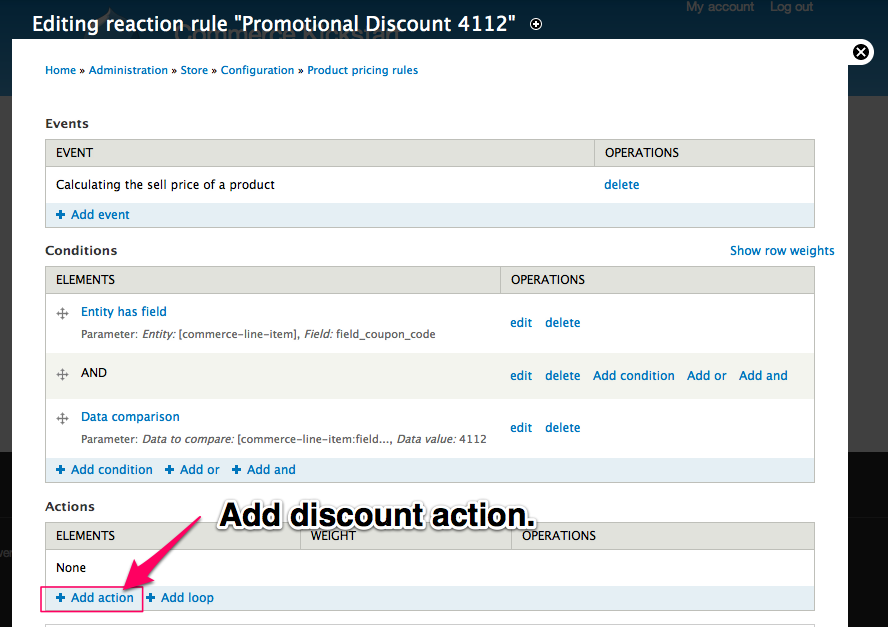 My account Log out
Editing reaction rule "Promotional Discount 4112"
Commerce Kickstart
Home » Administration » Store » Configuration » Product pricing rules
Events
EVENT OPERATIONS
Calculating the sell price of a product delete
Add event
Conditions Show row weights
ELEMENTS OPERATIONS
Entity has field
edit delete
Parameter: Entity: [commerce-line-item], Field: field_coupon_code
AND edit delete Add condition Add or Add and
Data comparison
edit delete
Parameter: Data to compare: [commerce-line-item:field..., Data value: 4112
Add condition Add or Add and
Actions
Add discount action.
ELEMENTS WEIGHT OPERATIONS
None
Add action Add loop